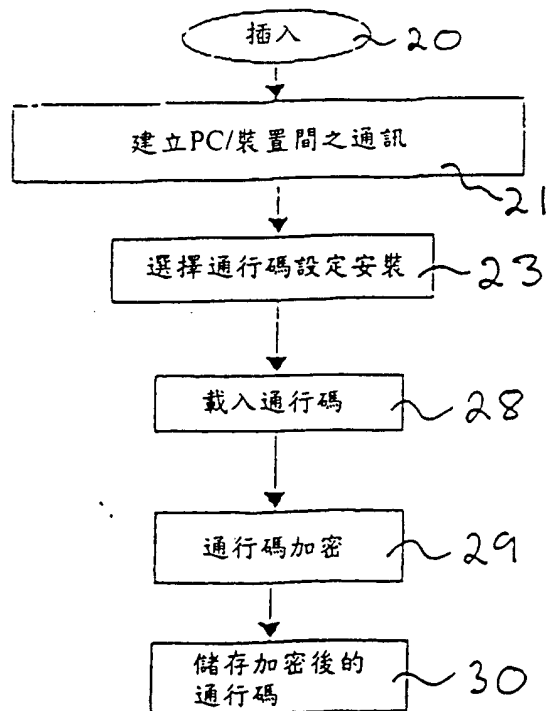 插入 20
建立PC/裝置間之通訊
21
選擇通行碼設定安裝 23
載入通行碼 28
通行碼加密 29
儲存加密後的
通行碼 30